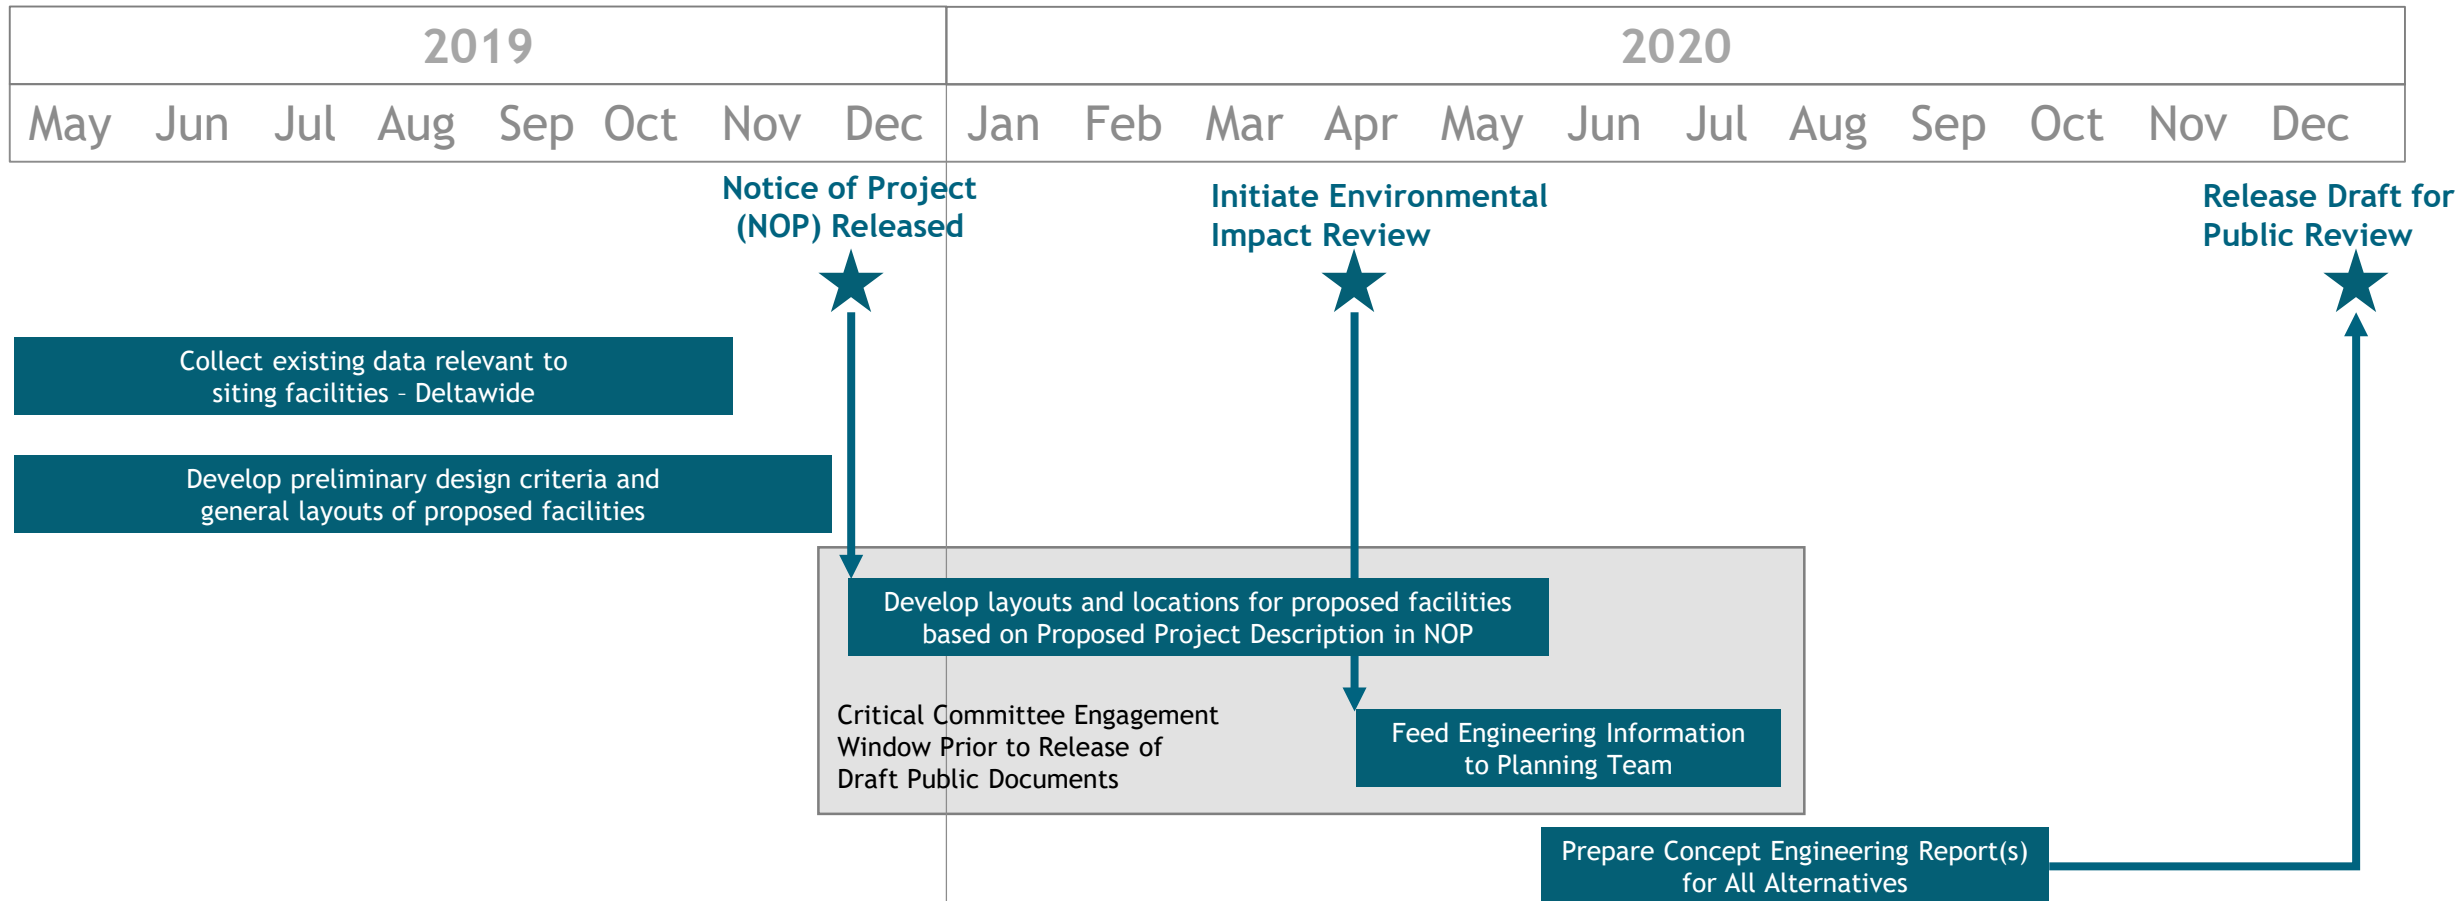 2019
2020
May Jun Jul Aug Sep Oct Nov Dec Jan Feb Mar Apr May Jun Jul Aug Sep Oct Nov Dec
Notice of Project
(NOP) Released
Initiate Environmental
Impact Review
Release Draft for
Public Review
Collect existing data relevant to
siting facilities – Deltawide
Develop preliminary design criteria and
general layouts of proposed facilities
Develop layouts and locations for proposed facilities
based on Proposed Project Description in NOP
Critical Committee Engagement
Window Prior to Release of
Draft Public Documents
Feed Engineering Information
to Planning Team
Prepare Concept Engineering Report(s)
for All Alternatives